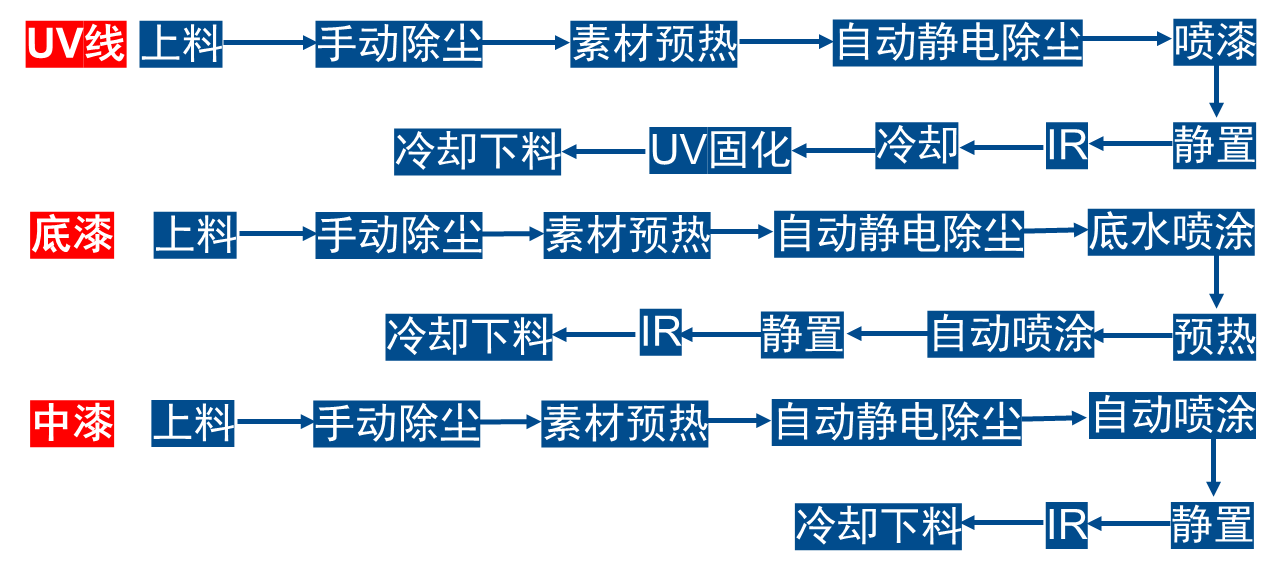 UV线 上料 手动除尘 素材预热 自动静电除尘 喷漆
冷却下料 UV固化 冷却 IR 静置
底漆 上料 手动除尘 素材预热 自动静电除尘 底水喷涂
冷却下料 IR 静置 自动喷涂 预热
中漆 上料 手动除尘 素材预热 自动静电除尘 自动喷涂
冷却下料 IR 静置